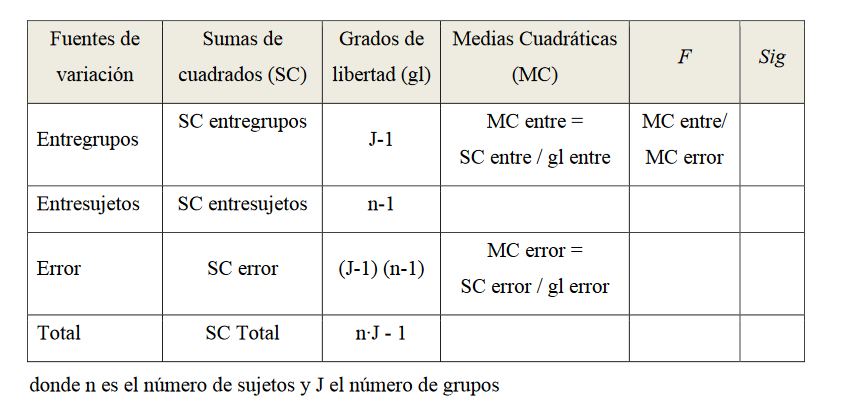 Fuentes de variación | Sumas de cuadrados (SC) | Grados de libertad (gl) | Medias Cuadráticas (MC) | F | Sig
Entregrupos | SC entregrupos | J-1 | MC entre = SC entre / gl entre | MC entre/ MC error
Entresujetos | SC entresujetos | n-1
Error | SC error | (J-1) (n-1) | MC error = SC error / gl error
Total | SC Total | n·J - 1
donde n es el número de sujetos y J el número de grupos